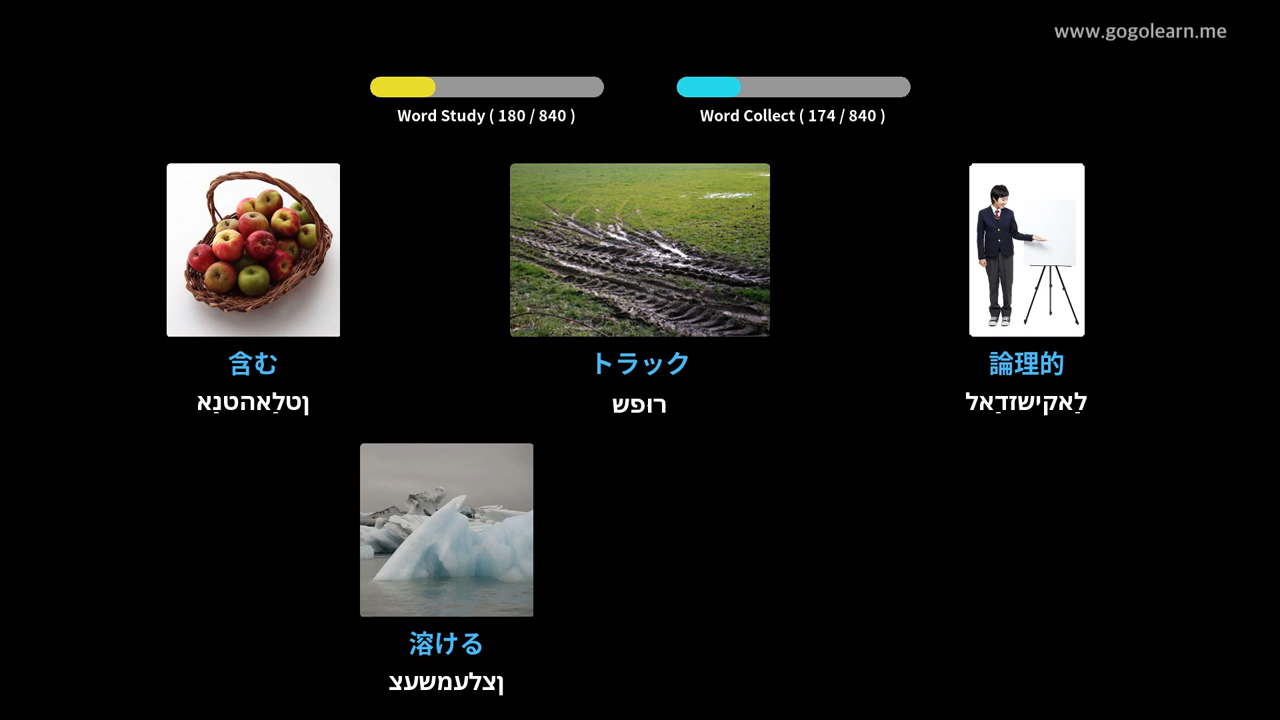 www.gogolearn.me
Word Study ( 180 / 840 )
Word Collect ( 174 / 840 )
含む
ןטלַאהטנַא
トラック
רופש
論理的
לַאקישזדַאל
溶ける
ןצלעמשעצ